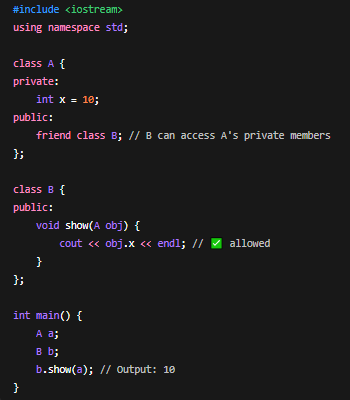 #include <iostream>
using namespace std;

class A {
private:
    int x = 10;
public:
    friend class B; // B can access A's private members
};

class B {
public:
    void show(A obj) {
        cout << obj.x << endl; // ✅ allowed
    }
};

int main() {
    A a;
    B b;
    b.show(a); // Output: 10
}